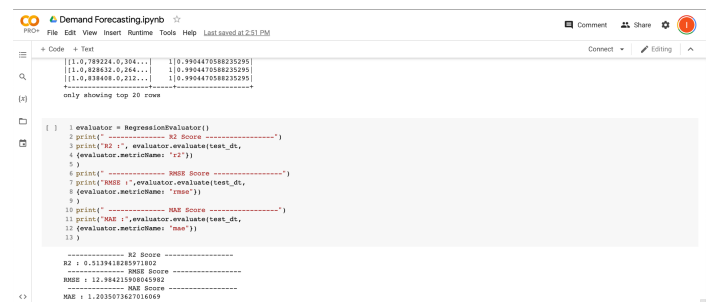 CO PRO+ Demand Forecasting.ipynb ☆
File Edit View Insert Runtime Tools Help Last saved at 2:51 PM
Comment Share I
+ Code + Text
Connect Editing
|[1.0,789224.0,304...| 1|0.9904470588235295|
|[1.0,828632.0,264...| 1|0.9904470588235295|
|[1.0,838408.0,212...| 1|0.9904470588235295|
+--------------------+-----+------------------+
only showing top 20 rows
{x}
[ ] 1 evaluator = RegressionEvaluator()
2 print(" -------------- R2 Score -----------------")
3 print("R2 :", evaluator.evaluate(test_dt,
4 {evaluator.metricName: "r2"})
5 )
6 print(" -------------- RMSE Score -----------------")
7 print("RMSE :",evaluator.evaluate(test_dt,
8 {evaluator.metricName: "rmse"})
9 )
10 print(" -------------- MAE Score -----------------")
11 print("MAE :",evaluator.evaluate(test_dt,
12 {evaluator.metricName: "mae"})
13 )
-------------- R2 Score -----------------
R2 : 0.5139418285971802
-------------- RMSE Score -----------------
RMSE : 12.984215908045982
-------------- MAE Score -----------------
MAE : 1.2035073627016069
<>